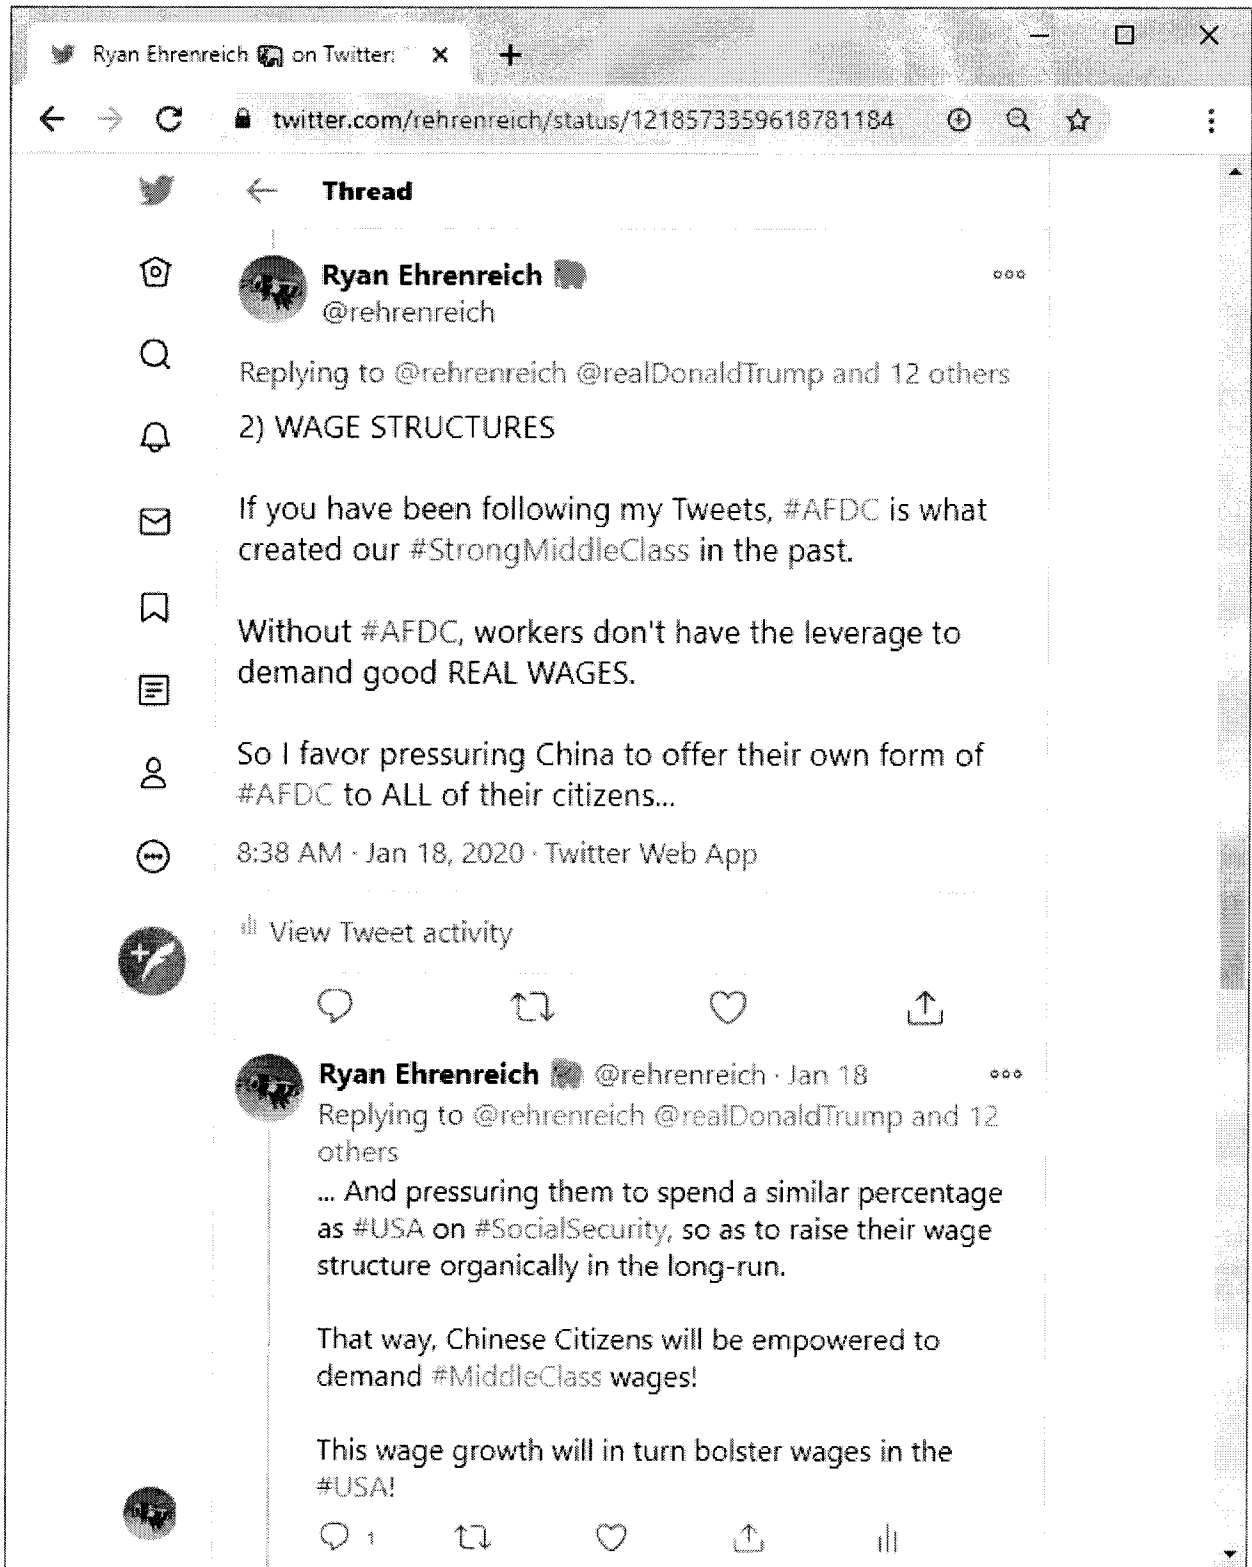 Ryan Ehrenreich on Twitter:
twitter.com/rehrenreich/status/1218573359618781184
Thread
Ryan Ehrenreich
@rehrenreich
Replying to @rehrenreich @realDonaldTrump and 12 others
2) WAGE STRUCTURES
If you have been following my Tweets, #AFDC is what
created our #StrongMiddleClass in the past.
Without #AFDC, workers don't have the leverage to
demand good REAL WAGES.
So I favor pressuring China to offer their own form of
#AFDC to ALL of their citizens...
8:38 AM · Jan 18, 2020 · Twitter Web App
View Tweet activity
Ryan Ehrenreich @rehrenreich · Jan 18
Replying to @rehrenreich @realDonaldTrump and 12
others
... And pressuring them to spend a similar percentage
as #USA on #SocialSecurity, so as to raise their wage
structure organically in the long-run.
That way, Chinese Citizens will be empowered to
demand #MiddleClass wages!
This wage growth will in turn bolster wages in the
#USA!
1